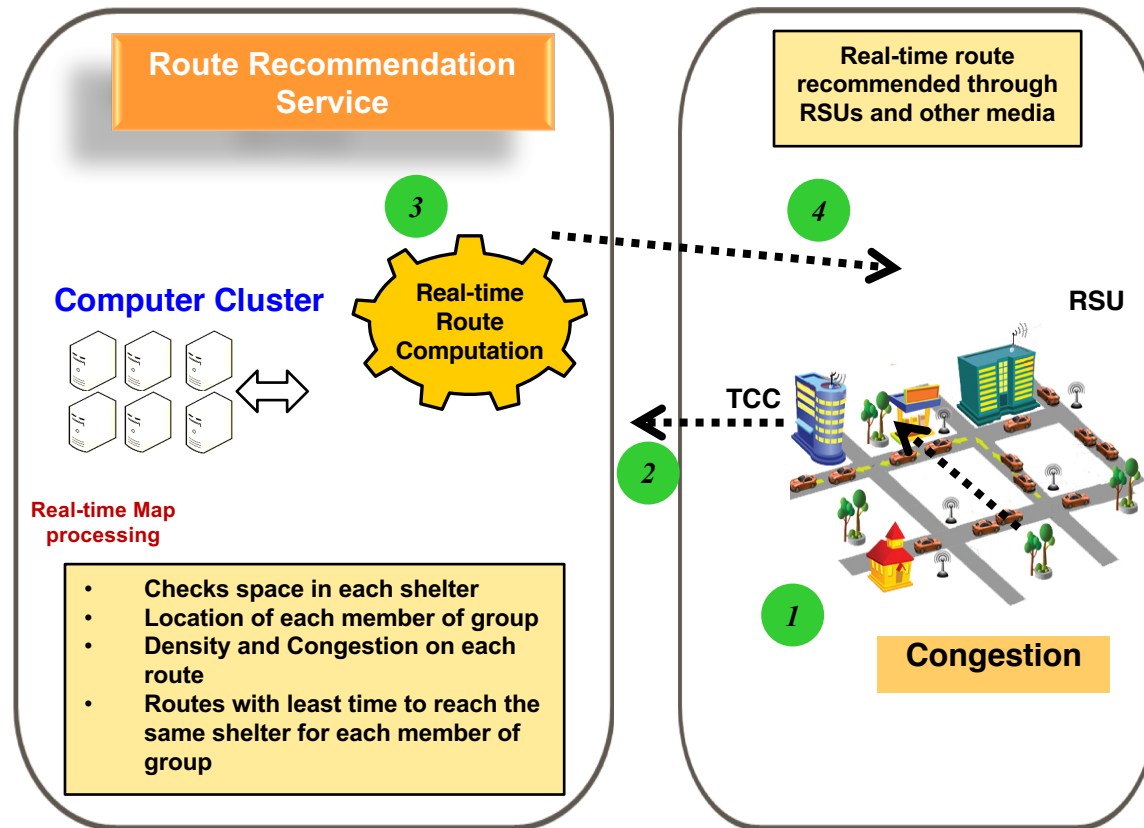 Route Recommendation
Service
3
Computer Cluster
Real-time
Route
Computation
Real-time Map
processing
• Checks space in each shelter
• Location of each member of group
• Density and Congestion on each
route
• Routes with least time to reach the
same shelter for each member of
group
Real-time route
recommended through
RSUs and other media
4
RSU
TCC
2
1
Congestion